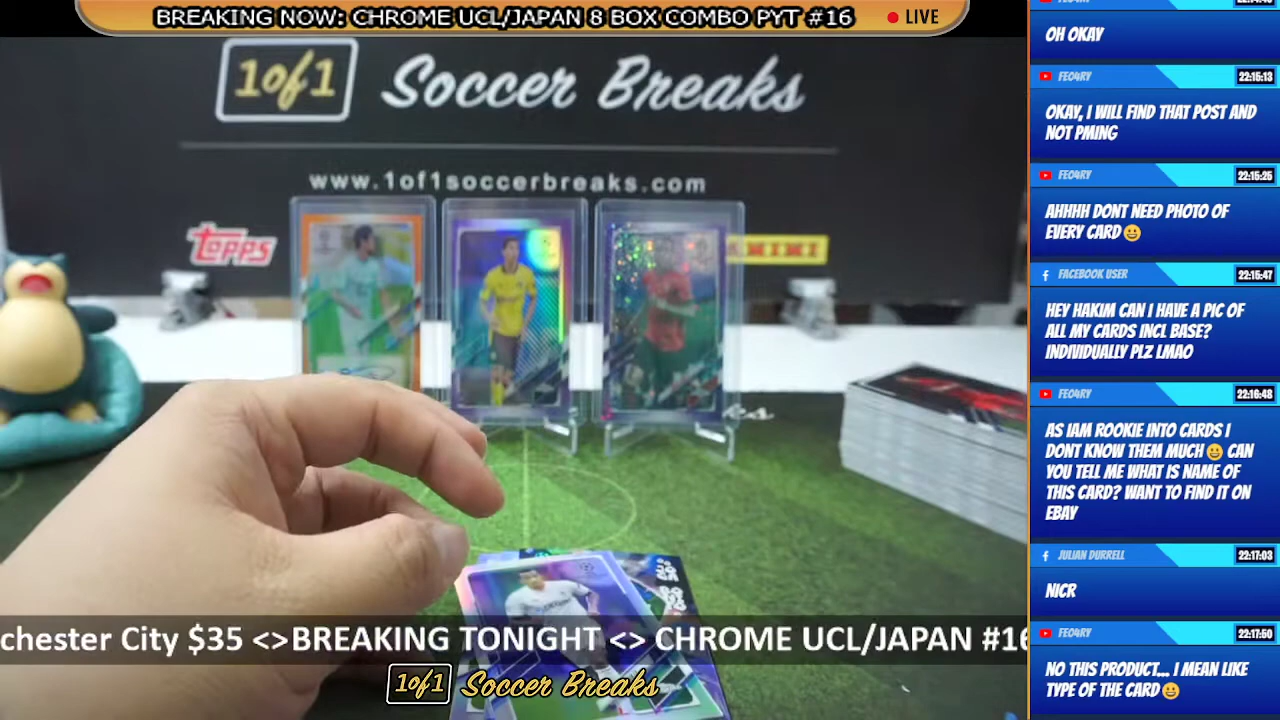 BREAKING NOW: CHROME UCL/JAPAN 8 BOX COMBO PYT #16
LIVE
1of1 Soccer Breaks
www.1of1soccerbreaks.com
TOPPS
PANINI
chester City $35 <>BREAKING TONIGHT <> CHROME UCL/JAPAN #16
1of1 Soccer Breaks
OH OKAY
FEO4RY
22:15:13
OKAY, I WILL FIND THAT POST AND
NOT PMING
FEO4RY
22:15:25
AHHHH DONT NEED PHOTO OF
EVERY CARD😀
FACEBOOK USER
22:15:47
HEY HAKIM CAN I HAVE A PIC OF
ALL MY CARDS INCL BASE?
INDIVIDUALLY PLZ LMAO
FEO4RY
22:16:48
AS IAM ROOKIE INTO CARDS I
DONT KNOW THEM MUCH😀 CAN
YOU TELL ME WHAT IS NAME OF
THIS CARD? WANT TO FIND IT ON
EBAY
JULIAN DURRELL
22:17:03
NICR
FEO4RY
22:17:50
NO THIS PRODUCT... I MEAN LIKE
TYPE OF THE CARD😀